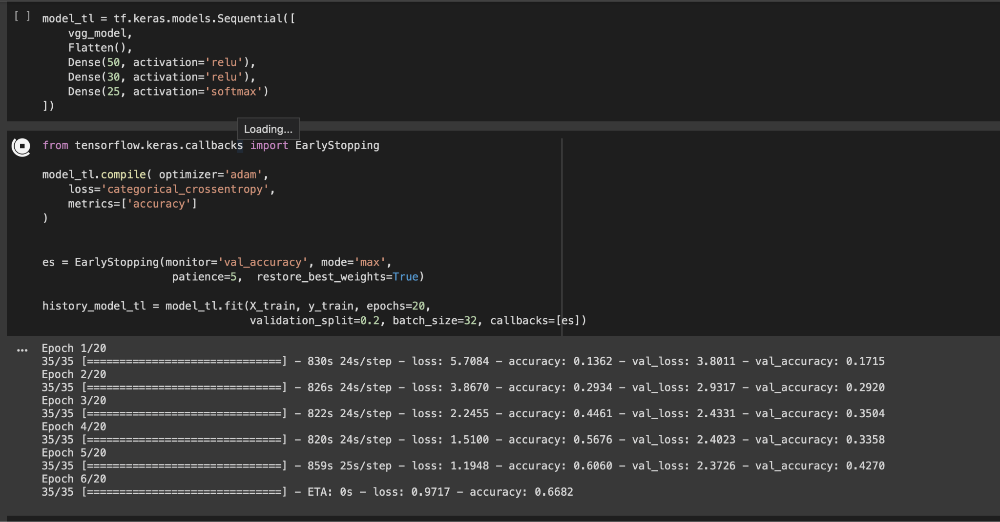 [ ]
model_tl = tf.keras.models.Sequential([
    vgg_model,
    Flatten(),
    Dense(50, activation='relu'),
    Dense(30, activation='relu'),
    Dense(25, activation='softmax')
])
Loading...
from tensorflow.keras.callbacks import EarlyStopping
model_tl.compile( optimizer='adam',
    loss='categorical_crossentropy',
    metrics=['accuracy']
)
es = EarlyStopping(monitor='val_accuracy', mode='max',
                    patience=5,  restore_best_weights=True)
history_model_tl = model_tl.fit(X_train, y_train, epochs=20,
                                validation_split=0.2, batch_size=32, callbacks=[es])
...
Epoch 1/20
35/35 [==============================] - 830s 24s/step - loss: 5.7084 - accuracy: 0.1362 - val_loss: 3.8011 - val_accuracy: 0.1715
Epoch 2/20
35/35 [==============================] - 826s 24s/step - loss: 3.8670 - accuracy: 0.2934 - val_loss: 2.9317 - val_accuracy: 0.2920
Epoch 3/20
35/35 [==============================] - 822s 24s/step - loss: 2.2455 - accuracy: 0.4461 - val_loss: 2.4331 - val_accuracy: 0.3504
Epoch 4/20
35/35 [==============================] - 820s 24s/step - loss: 1.5100 - accuracy: 0.5676 - val_loss: 2.4023 - val_accuracy: 0.3358
Epoch 5/20
35/35 [==============================] - 859s 25s/step - loss: 1.1948 - accuracy: 0.6060 - val_loss: 2.3726 - val_accuracy: 0.4270
Epoch 6/20
35/35 [==============================] - ETA: 0s - loss: 0.9717 - accuracy: 0.6682